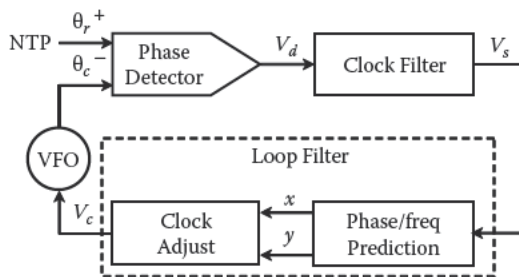 θr+
NTP
θc−
Phase
Detector
Vd
Clock Filter
Vs
VFO
Loop Filter
Vc
Clock
Adjust
x
y
Phase/freq
Prediction